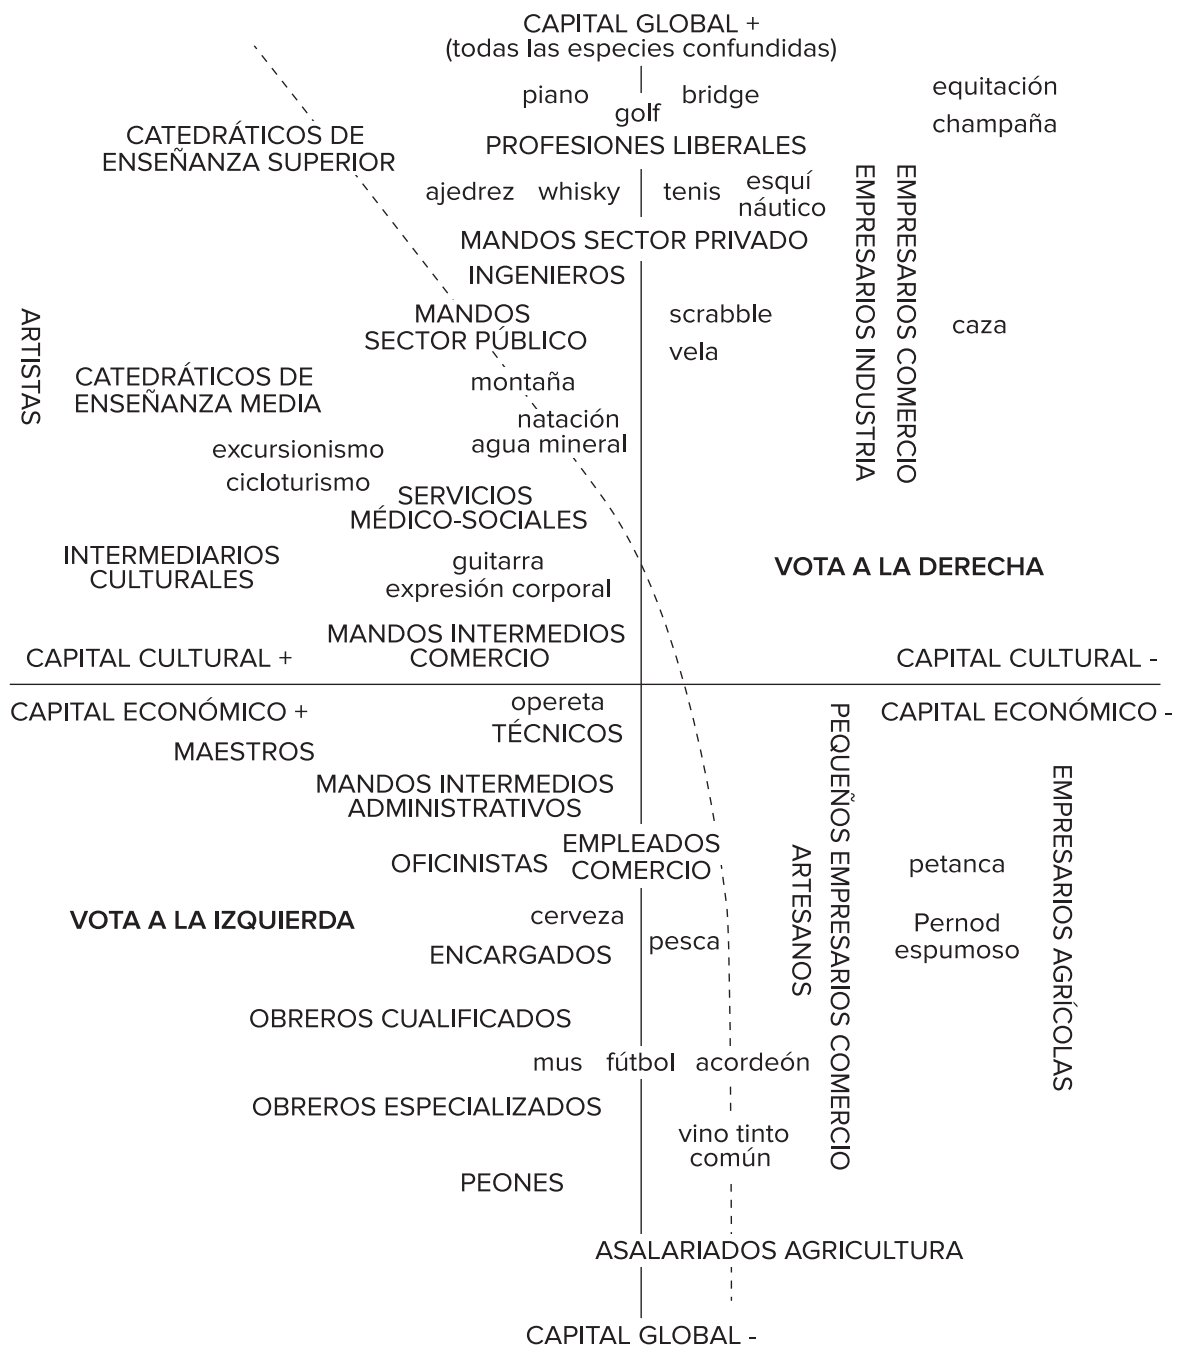 CAPITAL GLOBAL +
(todas las especies confundidas)
piano
bridge
golf
equitación
champaña
CATEDRÁTICOS DE
ENSEÑANZA SUPERIOR
PROFESIONES LIBERALES
ajedrez
whisky
tenis
esquí
náutico
EMPRESARIOS INDUSTRIA
EMPRESARIOS COMERCIO
MANDOS SECTOR PRIVADO
INGENIEROS
MANDOS
SECTOR PÚBLICO
scrabble
vela
caza
ARTISTAS
CATEDRÁTICOS DE
ENSEÑANZA MEDIA
montaña
natación
agua mineral
excursionismo
cicloturismo
SERVICIOS
MÉDICO-SOCIALES
INTERMEDIARIOS
CULTURALES
guitarra
expresión corporal
VOTA A LA DERECHA
MANDOS INTERMEDIOS
COMERCIO
CAPITAL CULTURAL +
CAPITAL CULTURAL -
CAPITAL ECONÓMICO +
CAPITAL ECONÓMICO -
opereta
TÉCNICOS
MAESTROS
MANDOS INTERMEDIOS
ADMINISTRATIVOS
PEQUEÑOS EMPRESARIOS COMERCIO
EMPRESARIOS AGRÍCOLAS
OFICINISTAS
EMPLEADOS
COMERCIO
ARTESANOS
petanca
VOTA A LA IZQUIERDA
cerveza
pesca
Pernod
espumoso
ENCARGADOS
OBREROS CUALIFICADOS
mus
fútbol
acordeón
OBREROS ESPECIALIZADOS
vino tinto
común
PEONES
ASALARIADOS AGRICULTURA
CAPITAL GLOBAL -